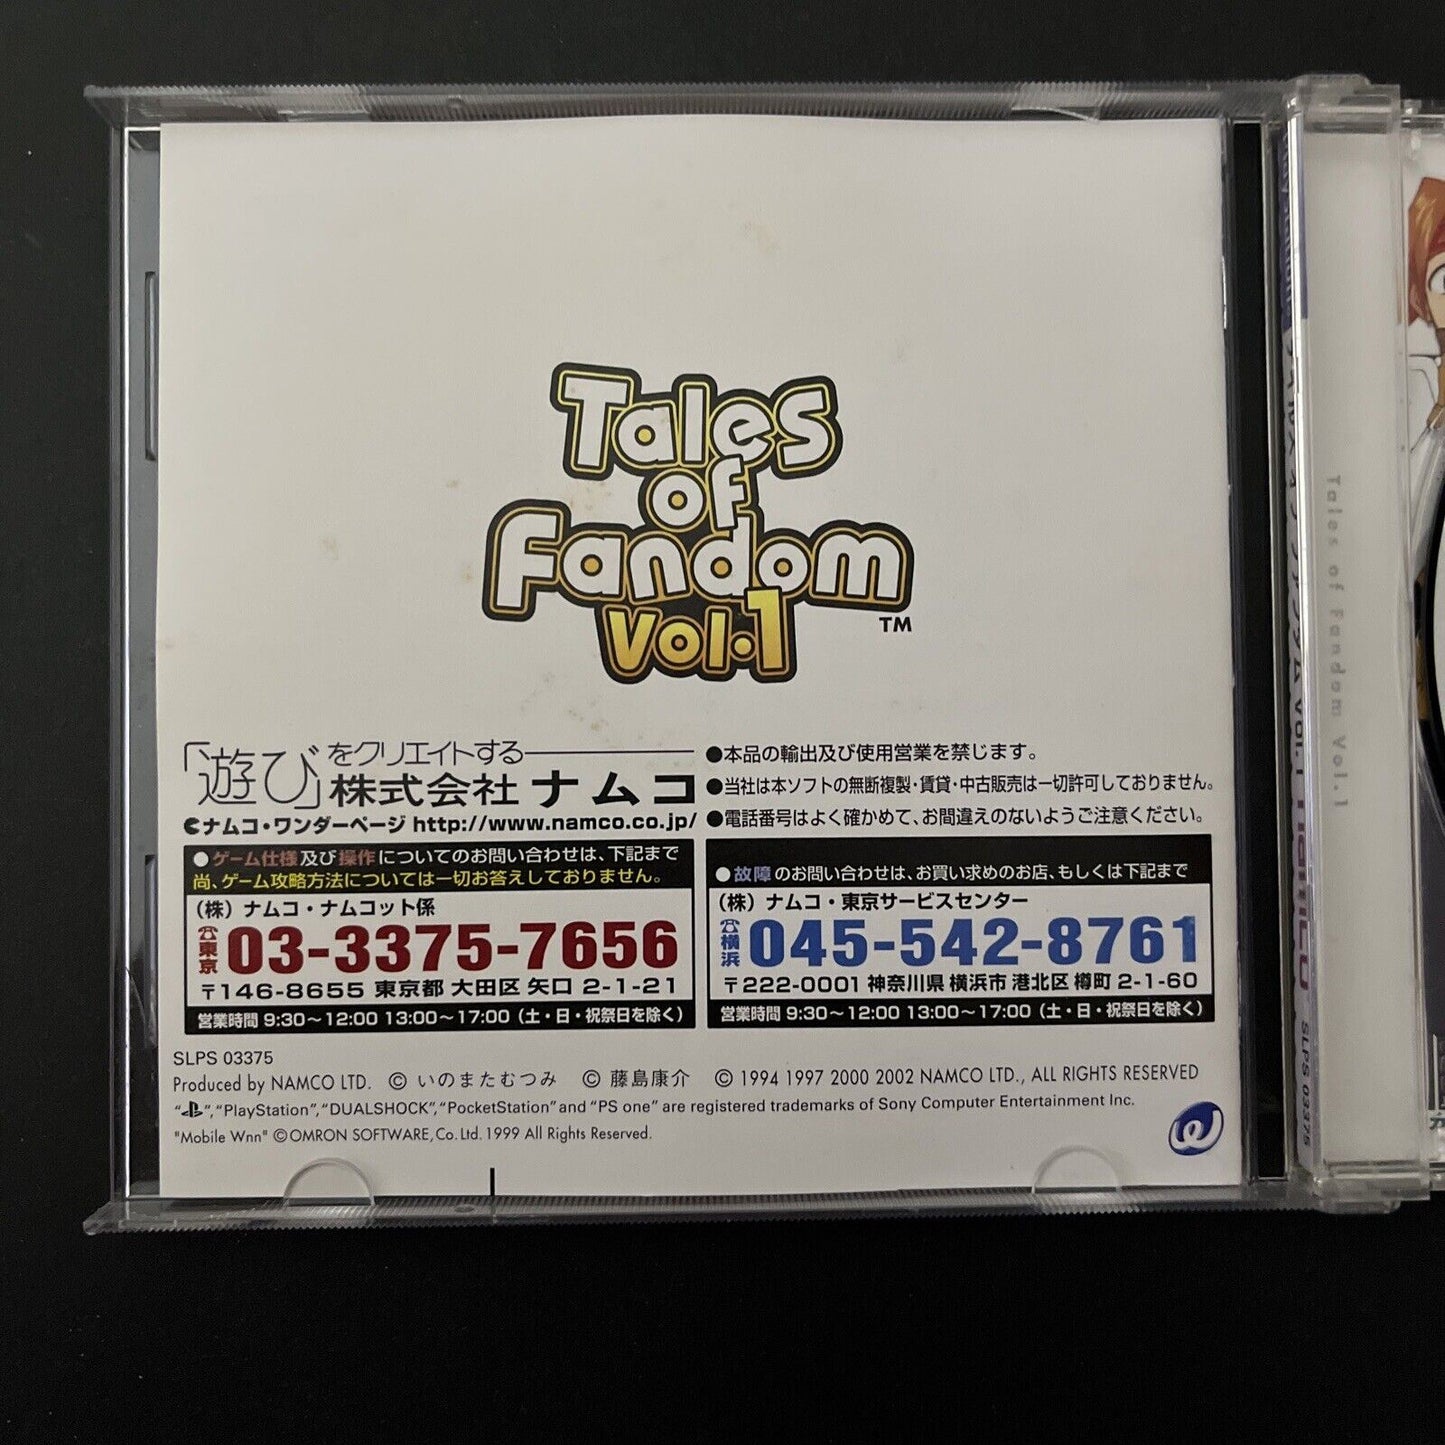 Tales
of
Fandom
Vol.1
TM
「遊び」をクリエイトする
株式会社ナムコ
ナムコ・ワンダーページ http://www.namco.co.jp/
●本品の輸出及び使用営業を禁じます。
●当社は本ソフトの無断複製・賃貸・中古販売は一切許可しておりません。
●電話番号はよく確かめて、お間違えのないようご注意ください。
●ゲーム仕様及び操作についてのお問い合わせは、下記まで
尚、ゲーム攻略方法については一切お答えしておりません。
（株）ナムコ・ナムコット係
☎東京 03-3375-7656
〒146-8655 東京都 大田区 矢口 2-1-21
営業時間 9:30～12:00 13:00～17:00（土・日・祝祭日を除く）
●故障のお問い合わせは、お買い求めのお店、もしくは下記まで
（株）ナムコ・東京サービスセンター
☎横浜 045-542-8761
〒222-0001 神奈川県 横浜市 港北区 樽町 2-1-60
営業時間 9:30～12:00 13:00～17:00（土・日・祝祭日を除く）
SLPS 03375
Produced by NAMCO LTD. © いのまたむつみ © 藤島康介 © 1994 1997 2000 2002 NAMCO LTD., ALL RIGHTS RESERVED
“PS”, “PlayStation”, “DUALSHOCK”, “PocketStation” and “PS one” are registered trademarks of Sony Computer Entertainment Inc.
"Mobile Wnn" ©OMRON SOFTWARE, Co. Ltd. 1999 All Rights Reserved.
PlayStation
テイルズ オブ ファンダム Vol.1
namco
SLPS 03375
Tales of Fandom Vol.1